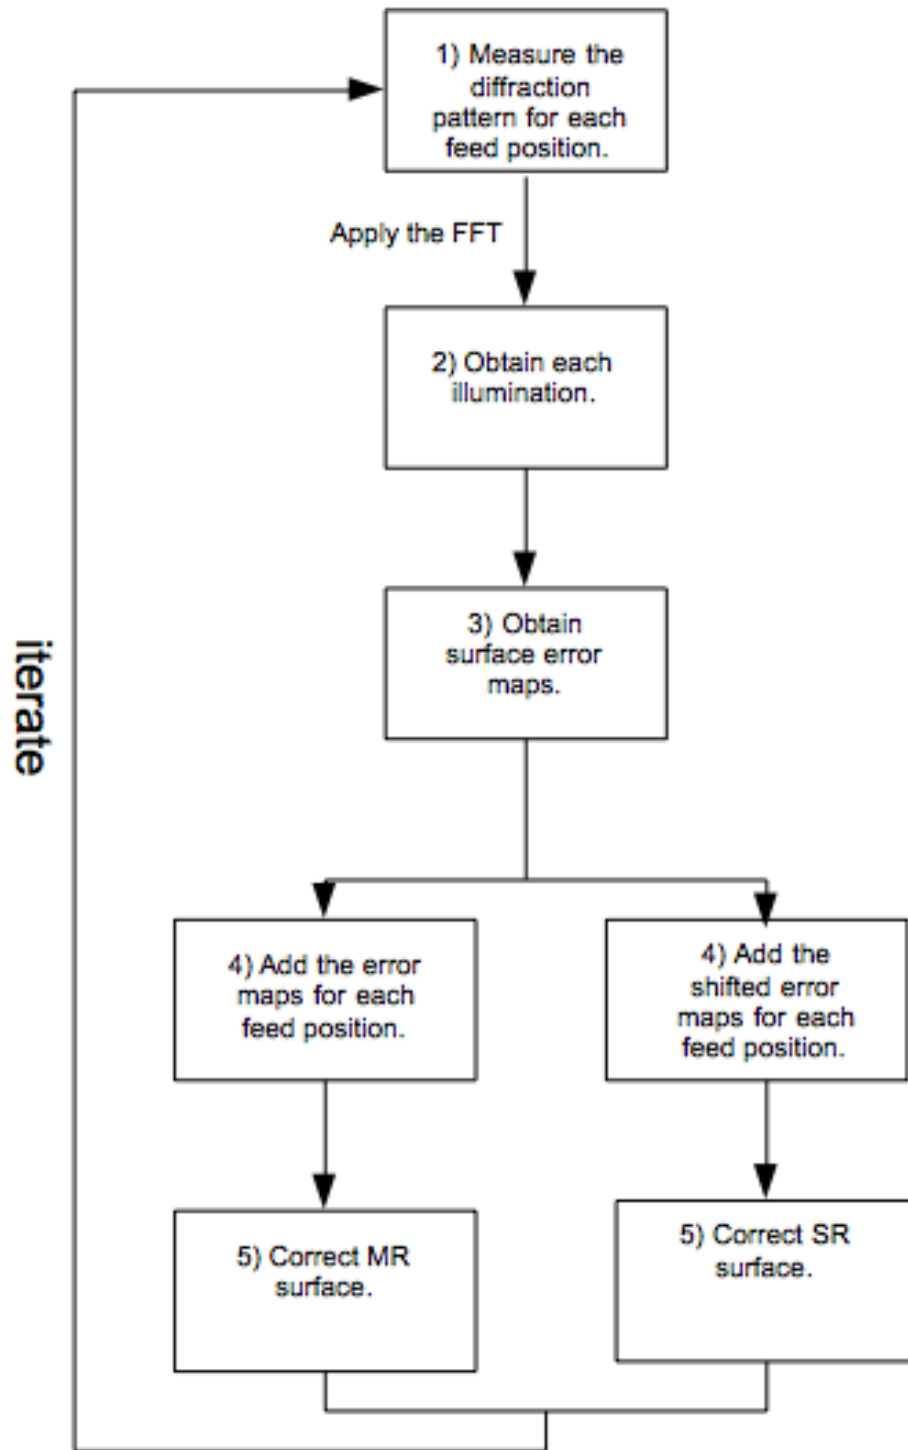 1) Measure the
diffraction
pattern for each
feed position.
Apply the FFT
2) Obtain each
illumination.
3) Obtain
surface error
maps.
iterate
4) Add the error
maps for each
feed position.
4) Add the
shifted error
maps for each
feed position.
5) Correct MR
surface.
5) Correct SR
surface.